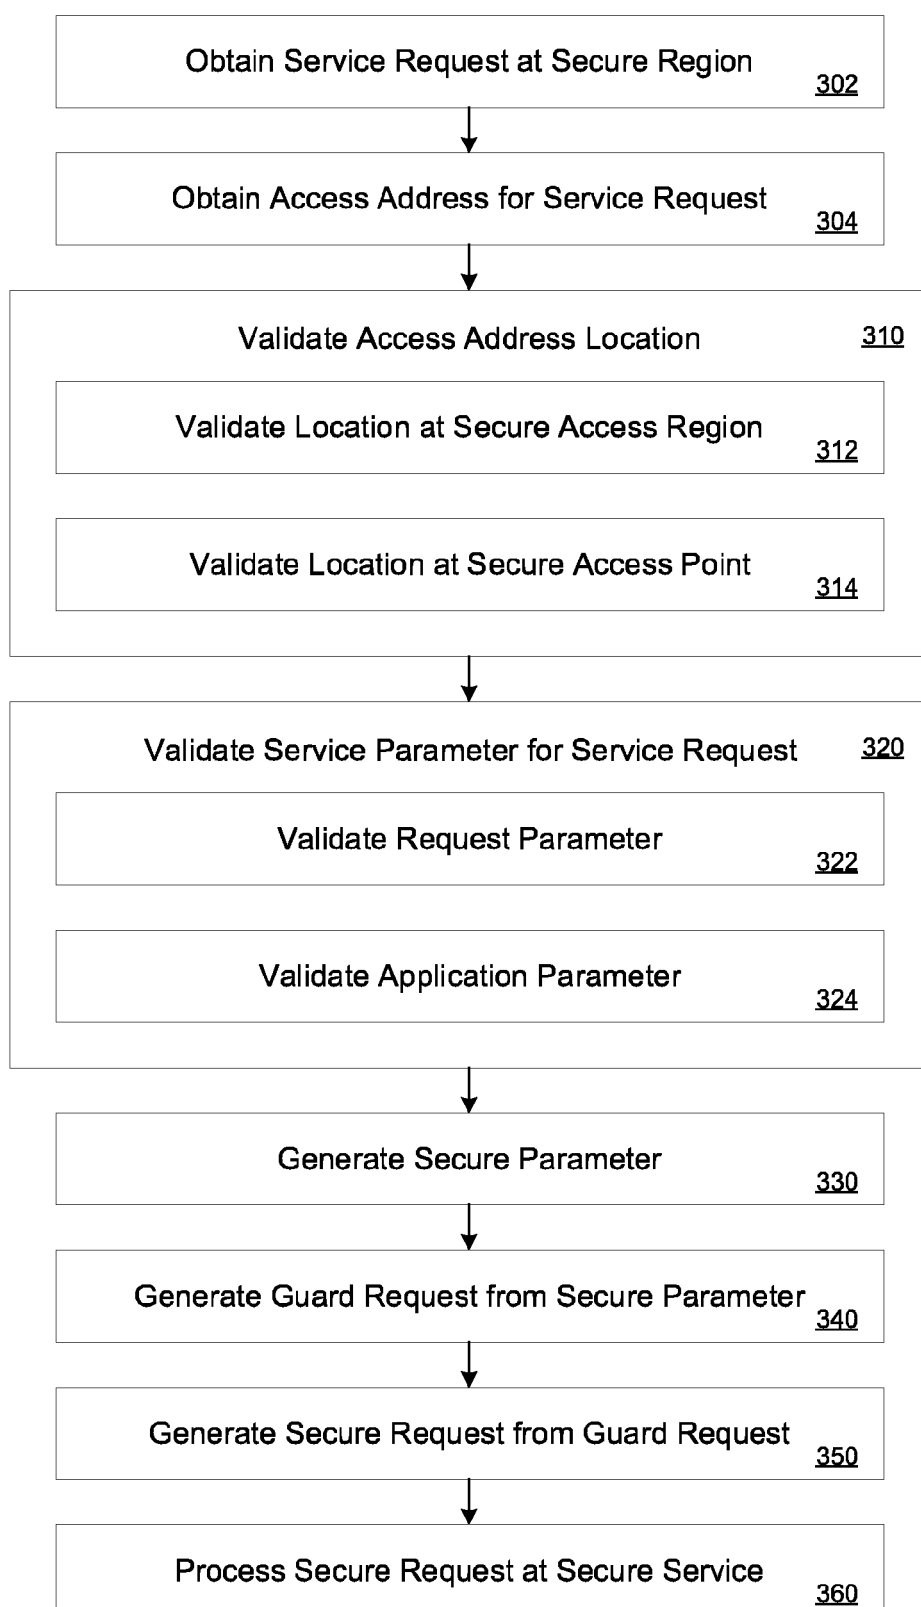 Obtain Service Request at Secure Region
302
Obtain Access Address for Service Request
304
Validate Access Address Location
310
Validate Location at Secure Access Region
312
Validate Location at Secure Access Point
314
Validate Service Parameter for Service Request
320
Validate Request Parameter
322
Validate Application Parameter
324
Generate Secure Parameter
330
Generate Guard Request from Secure Parameter
340
Generate Secure Request from Guard Request
350
Process Secure Request at Secure Service
360